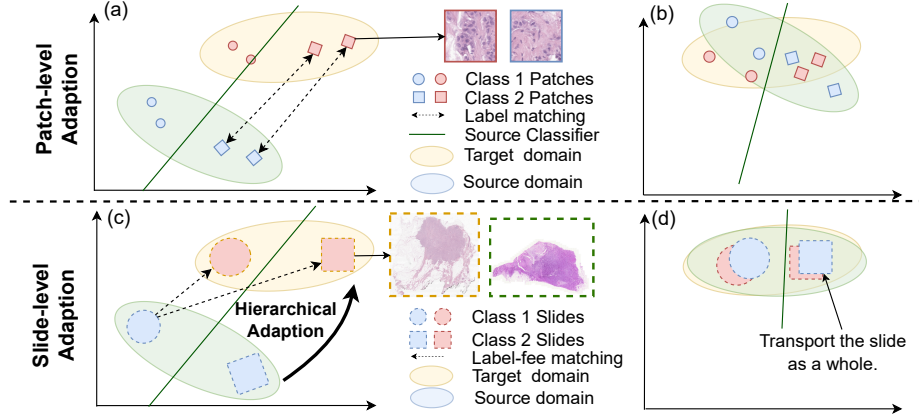 Patch-level
Adaption
(a)
Class 1 Patches
Class 2 Patches
Label matching
Source Classifier
Target domain
Source domain
(b)
Slide-level
Adaption
(c)
Hierarchical
Adaption
Class 1 Slides
Class 2 Slides
Label-fee matching
Target domain
Source domain
(d)
Transport the slide
as a whole.